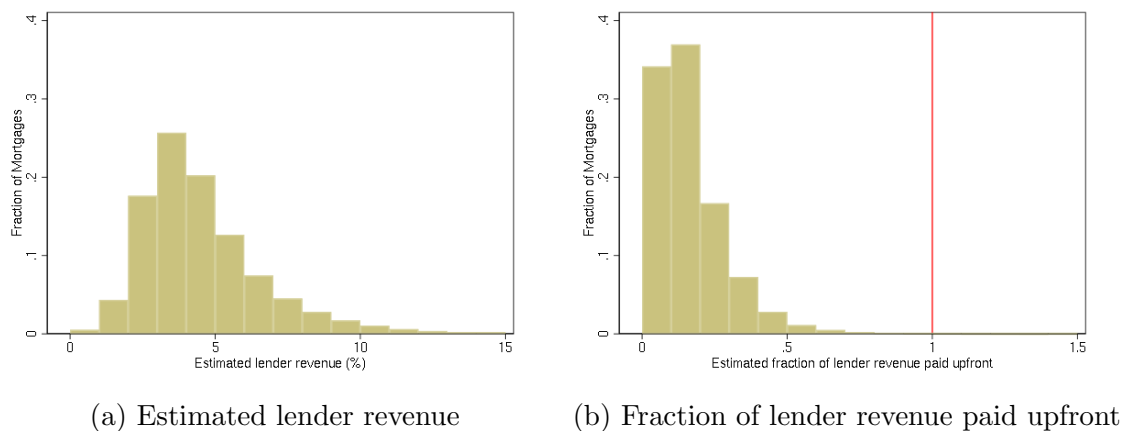 .4
.3
.2
.1
0
Fraction of Mortgages
0 5 10 15
Estimated lender revenue (%)
(a) Estimated lender revenue
.4
.3
.2
.1
0
Fraction of Mortgages
0 .5 1 1.5
Estimated fraction of lender revenue paid upfront
(b) Fraction of lender revenue paid upfront